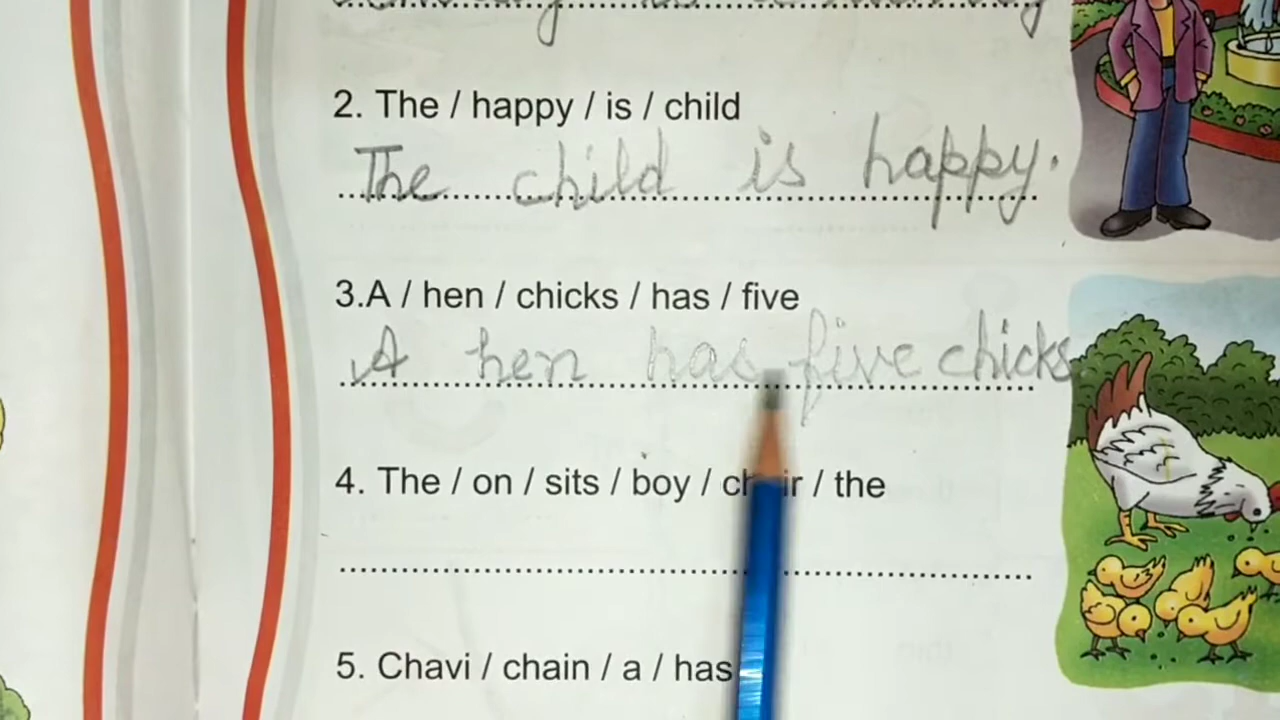 2. The / happy / is / child
The child is happy.
3.A / hen / chicks / has / five
A hen has five chicks
4. The / on / sits / boy / chair / the
5. Chavi / chain / a / has